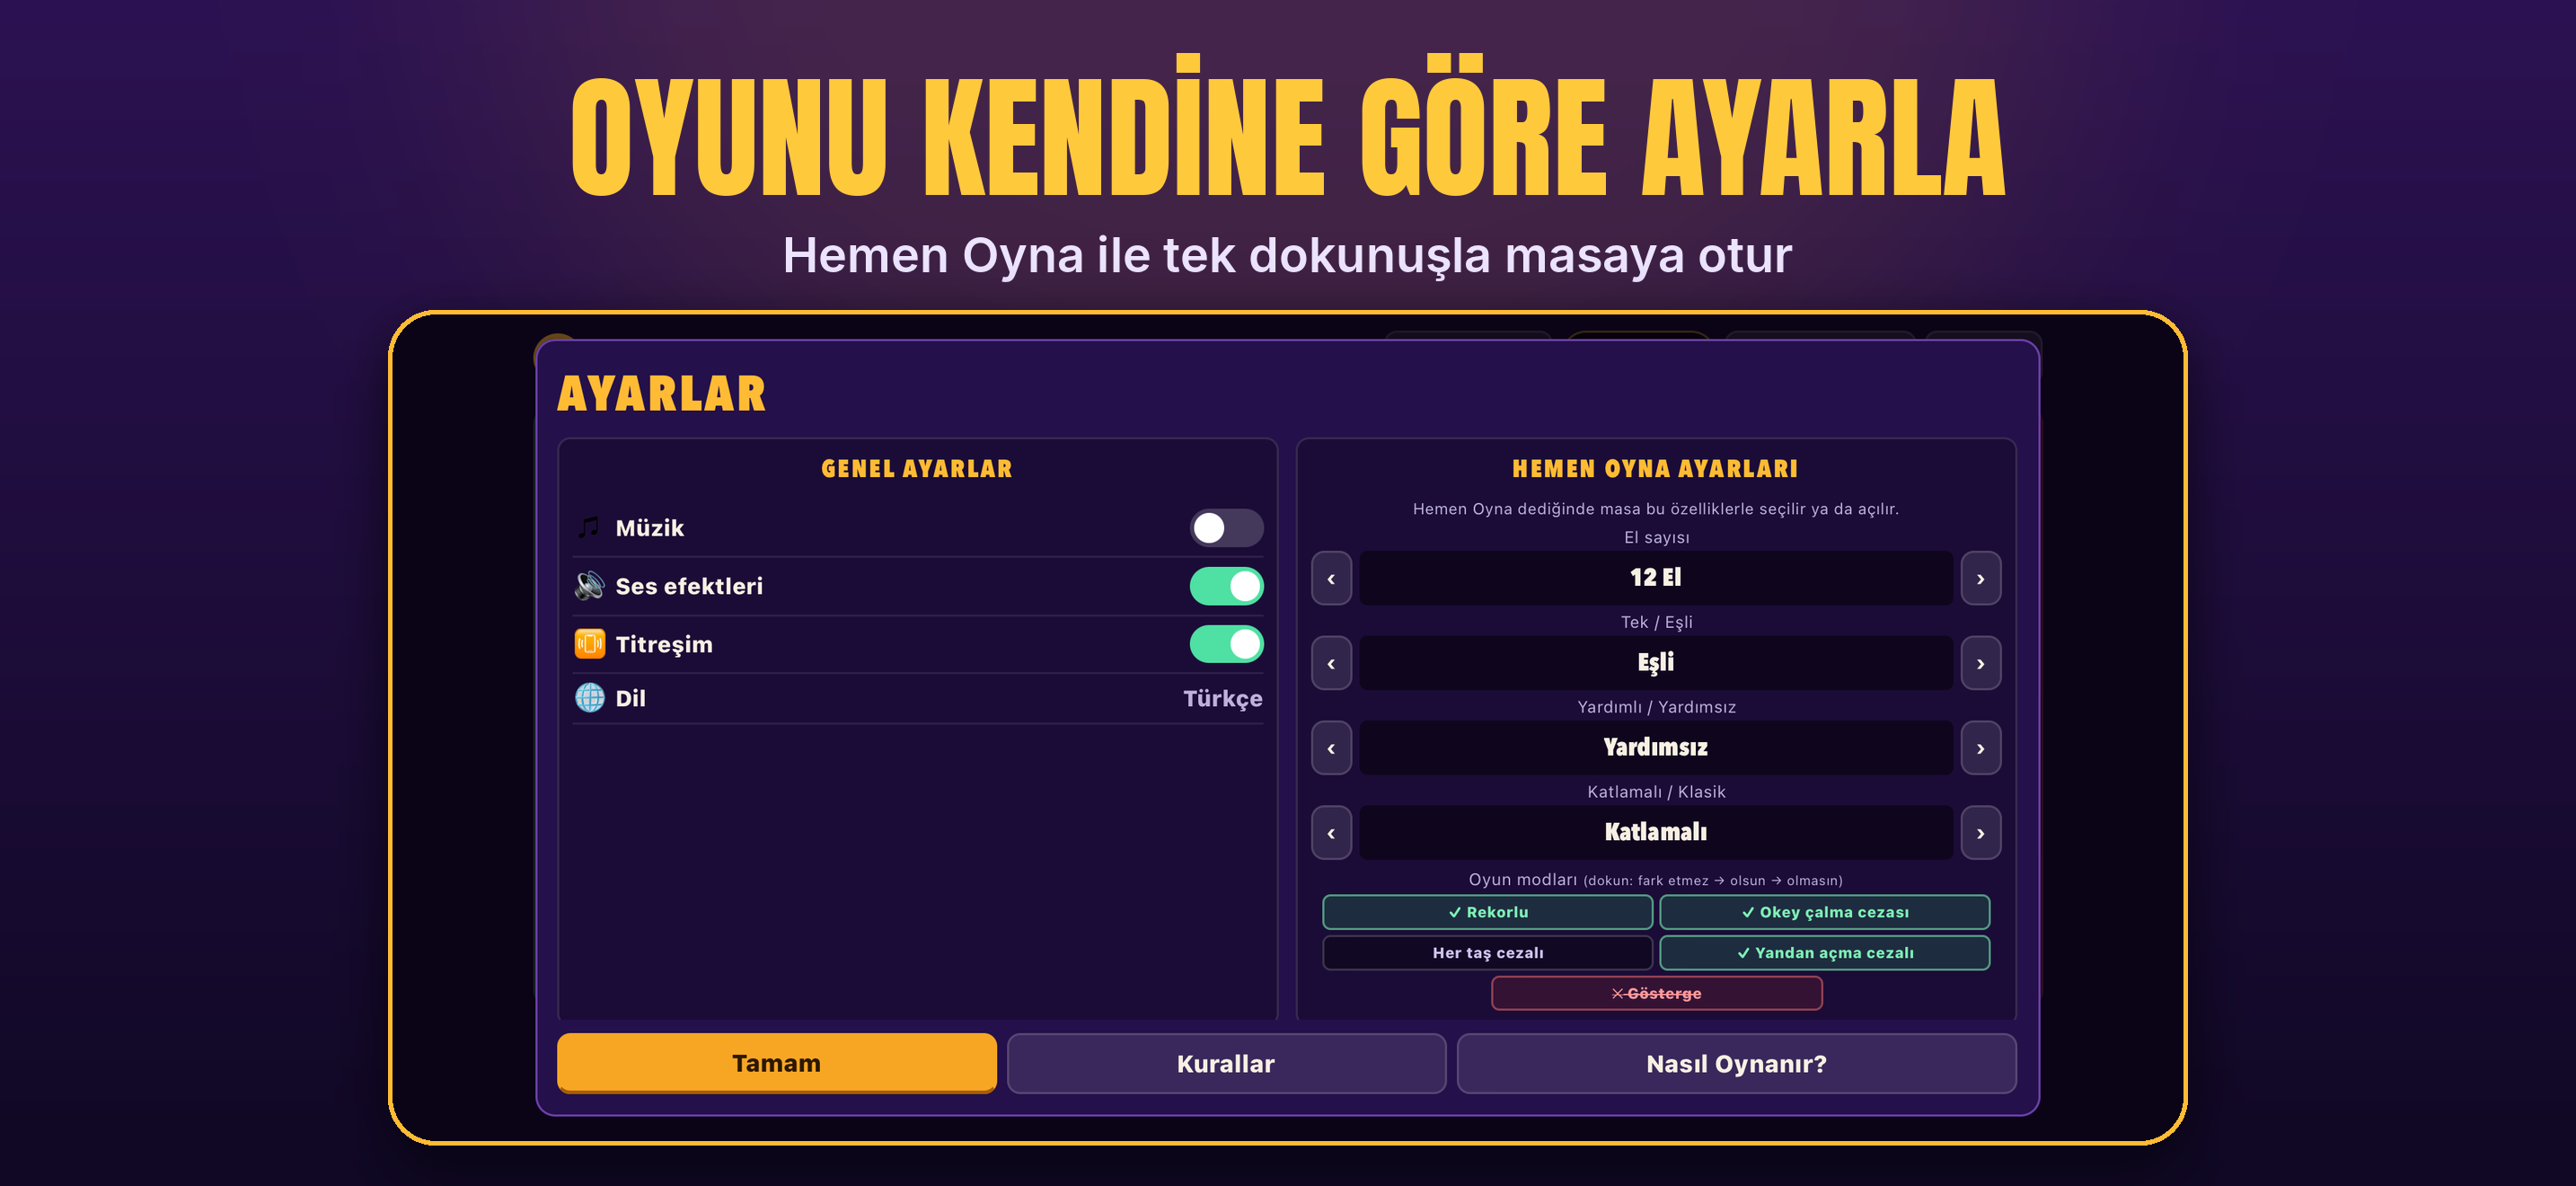 OYUNU KENDİNE GÖRE AYARLA
Hemen Oyna ile tek dokunuşla masaya otur
AYARLAR
GENEL AYARLAR
Müzik
Ses efektleri
Titreşim
Dil Türkçe
HEMEN OYNA AYARLARI
Hemen Oyna dediğinde masa bu özelliklerle seçilir ya da açılır.
El sayısı
‹ 12 El ›
Tek / Eşli
‹ Eşli ›
Yardımlı / Yardımsız
‹ Yardımsız ›
Katlamalı / Klasik
‹ Katlamalı ›
Oyun modları (dokun: fark etmez → olsun → olmasın)
✓ Rekorlu ✓ Okey çalma cezası
Her taş cezalı ✓ Yandan açma cezalı
✕ Gösterge
Tamam Kurallar Nasıl Oynanır?